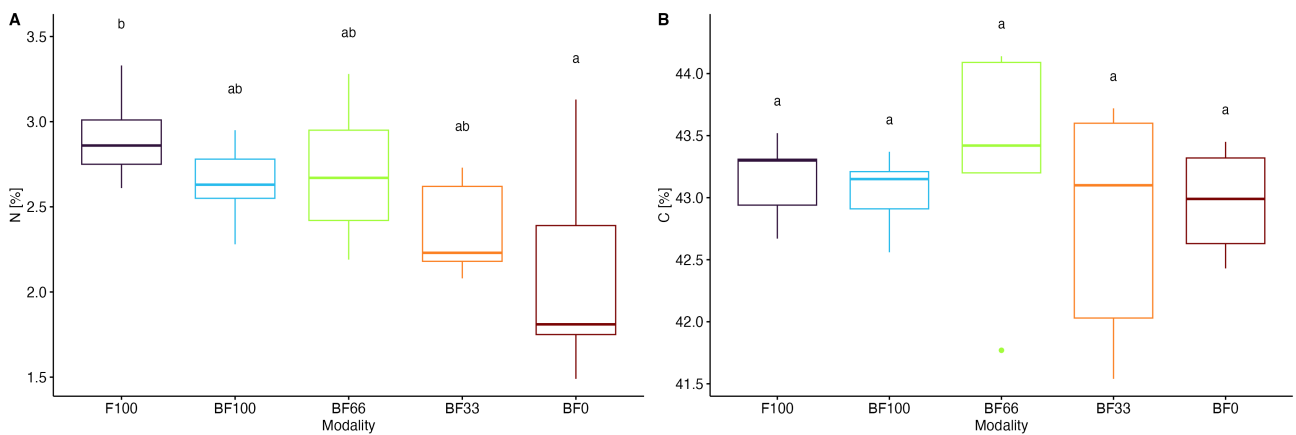 A
N [%]
3.5
3.0
2.5
2.0
1.5
b
ab
ab
ab
a
F100 BF100 BF66 BF33 BF0
Modality
B
C [%]
44.0
43.5
43.0
42.5
42.0
41.5
a
a
a
a
a
F100 BF100 BF66 BF33 BF0
Modality